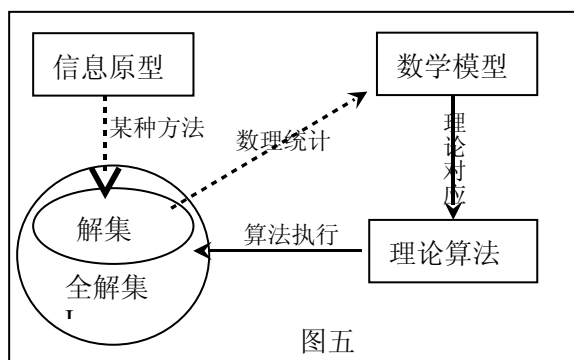 信息原型
数学模型
某种方法
数理统计
理论对应
解集
算法执行
理论算法
全解集
图五